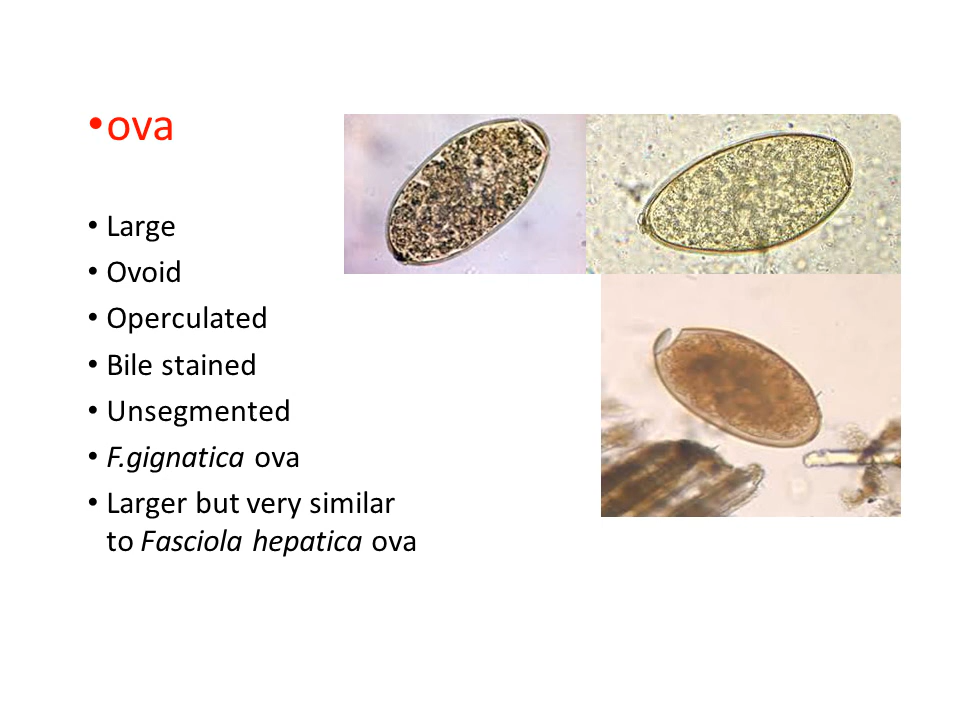 •ova
• Large
• Ovoid
• Operculated
• Bile stained
• Unsegmented
• F.gignatica ova
• Larger but very similar
to Fasciola hepatica ova